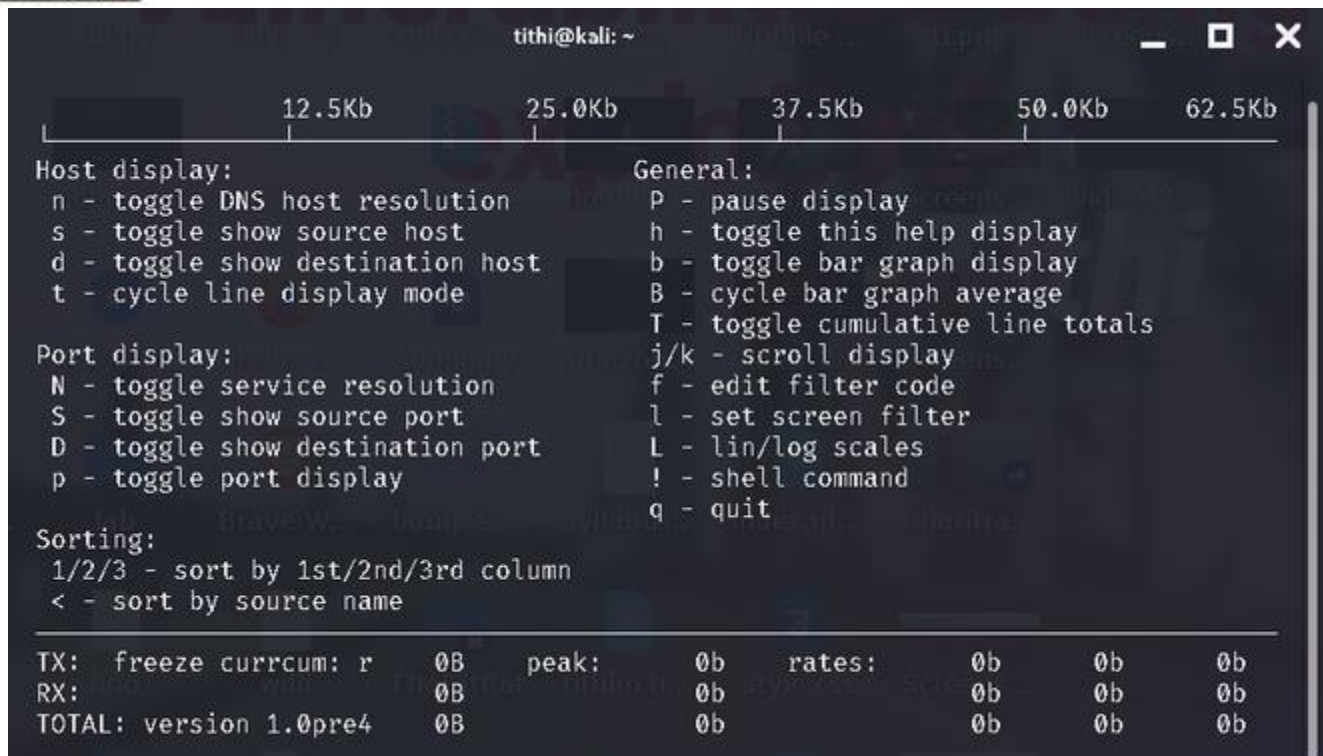 tithi@kali: ~
12.5Kb 25.0Kb 37.5Kb 50.0Kb 62.5Kb
Host display:
n - toggle DNS host resolution
s - toggle show source host
d - toggle show destination host
t - cycle line display mode
Port display:
N - toggle service resolution
S - toggle show source port
D - toggle show destination port
p - toggle port display
Sorting:
1/2/3 - sort by 1st/2nd/3rd column
< - sort by source name
General:
P - pause display
h - toggle this help display
b - toggle bar graph display
B - cycle bar graph average
T - toggle cumulative line totals
j/k - scroll display
f - edit filter code
l - set screen filter
L - lin/log scales
! - shell command
q - quit
TX: freeze currcum: r 0B peak: 0b rates: 0b 0b 0b
RX: 0B 0b 0b 0b 0b
TOTAL: version 1.0pre4 0B 0b 0b 0b 0b